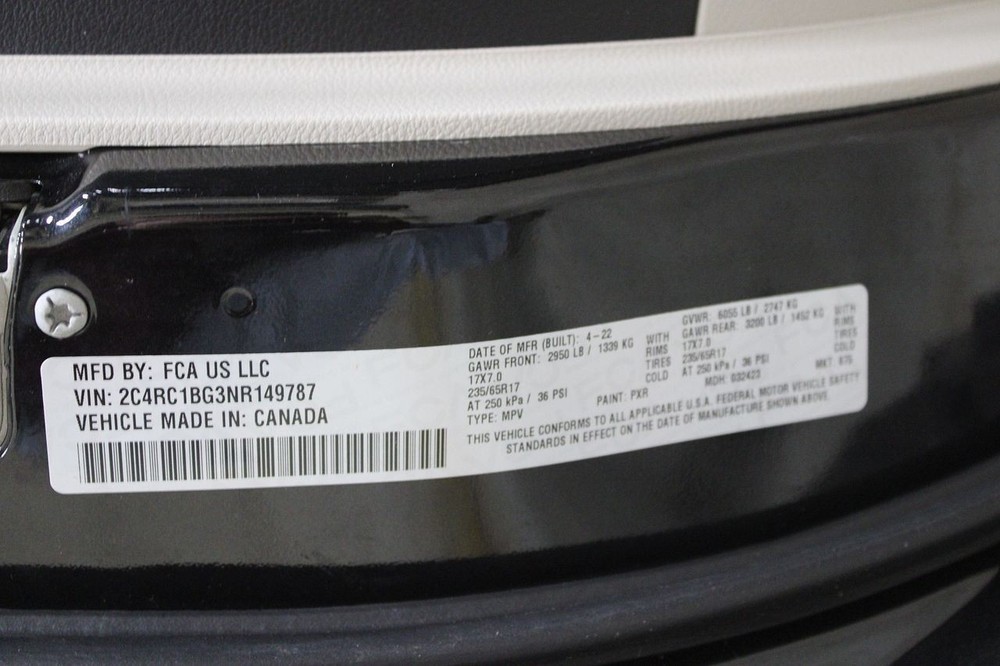 MFD BY: FCA US LLC
VIN: 2C4RC1BG3NR149787
VEHICLE MADE IN: CANADA
DATE OF MFR (BUILT): 4-22
GVWR: 6055 LB / 2747 KG
GAWR FRONT: 2950 LB / 1339 KG WITH
17X7.0 RIMS
235/65R17 TIRES
AT 250 kPa / 36 PSI COLD
GAWR REAR: 3200 LB / 1452 KG WITH
17X7.0 RIMS
235/65R17 TIRES
AT 250 kPa / 36 PSI COLD
TYPE: MPV PAINT: PXR MDH: 032423 MKT: 875
THIS VEHICLE CONFORMS TO ALL APPLICABLE U.S.A. FEDERAL MOTOR VEHICLE SAFETY
STANDARDS IN EFFECT ON THE DATE OF MANUFACTURE SHOWN ABOVE